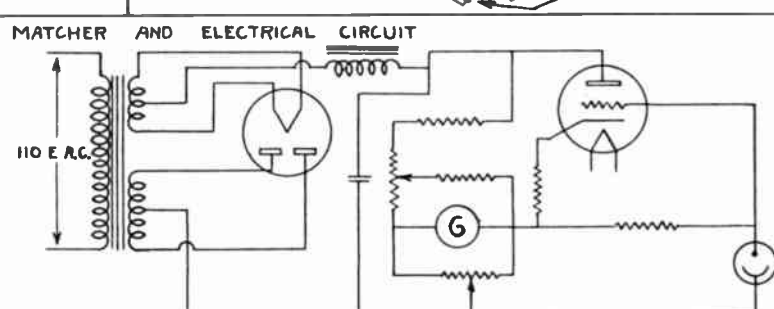 MATCHER AND ELECTRICAL CIRCUIT
110 E A.C.
G